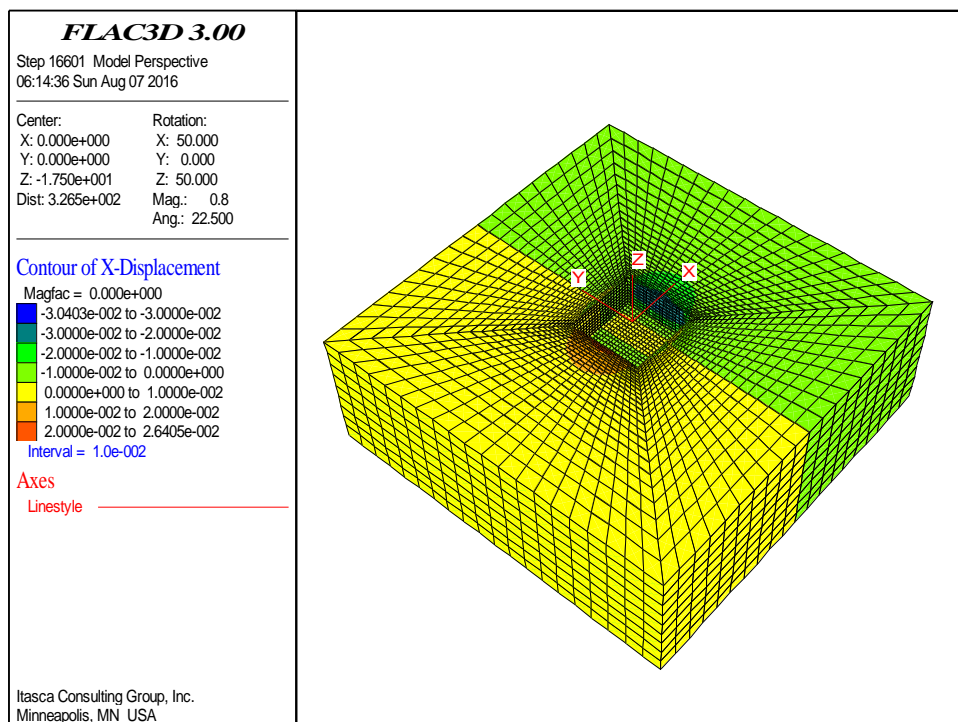 FLAC3D 3.00
Step 16601 Model Perspective
06:14:36 Sun Aug 07 2016
Center:
X: 0.000e+000
Y: 0.000e+000
Z: -1.750e+001
Dist: 3.265e+002
Rotation:
X: 50.000
Y: 0.000
Z: 50.000
Mag.: 0.8
Ang.: 22.500
Contour of X-Displacement
Magfac = 0.000e+000
-3.0403e-002 to -3.0000e-002
-3.0000e-002 to -2.0000e-002
-2.0000e-002 to -1.0000e-002
-1.0000e-002 to 0.0000e+000
0.0000e+000 to 1.0000e-002
1.0000e-002 to 2.0000e-002
2.0000e-002 to 2.6405e-002
Interval = 1.0e-002
Axes
Linestyle
Itasca Consulting Group, Inc.
Minneapolis, MN USA
Y
Z
X